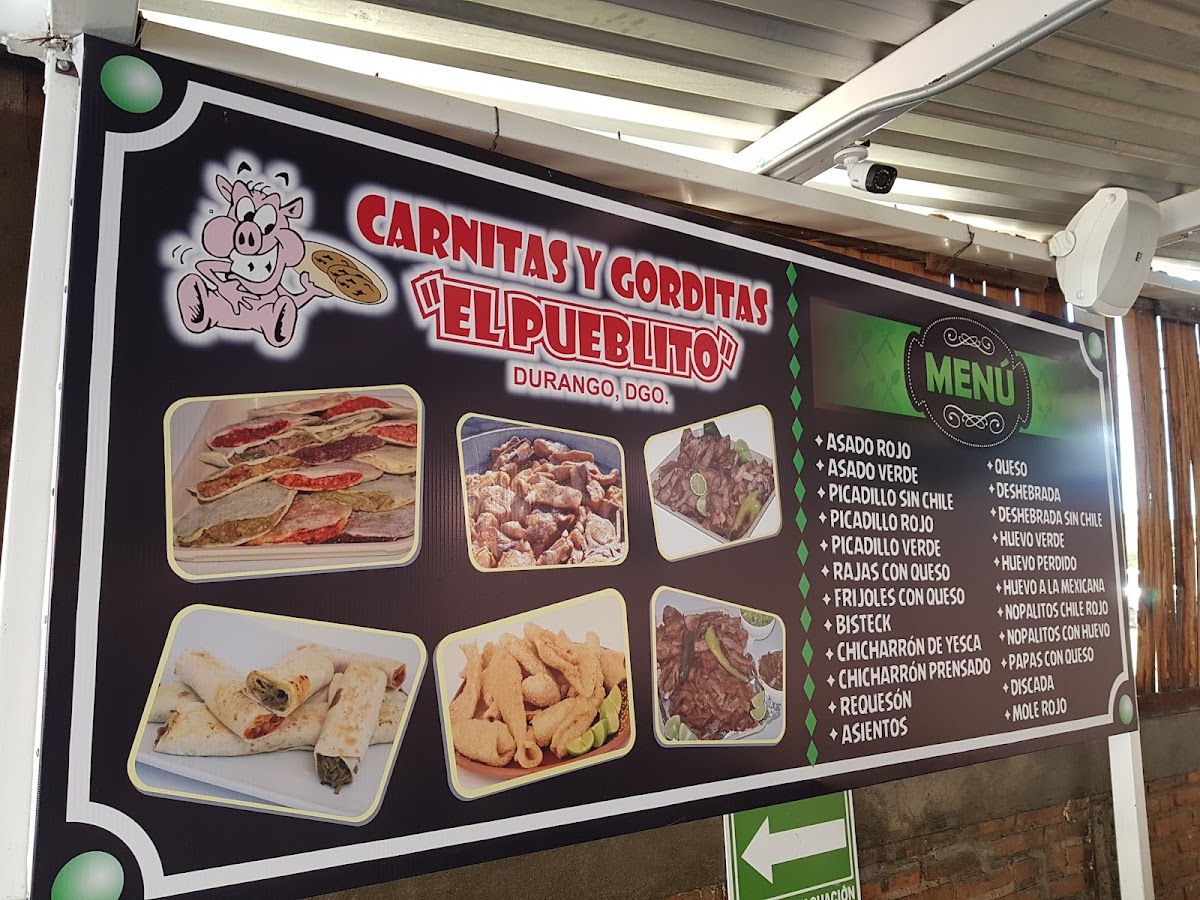 CARNITAS Y GORDITAS
"EL PUEBLITO"
DURANGO, DGO.
MENÚ
ASADO ROJO
ASADO VERDE
PICADILLO SIN CHILE
PICADILLO ROJO
PICADILLO VERDE
RAJAS CON QUESO
FRIJOLES CON QUESO
BISTECK
CHICHARRÓN DE YESCA
CHICHARRÓN PRENSADO
REQUESÓN
ASIENTOS
QUESO
DESHEBRADA
DESHEBRADA SIN CHILE
HUEVO VERDE
HUEVO PERDIDO
HUEVO A LA MEXICANA
NOPALITOS CHILE ROJO
NOPALITOS CON HUEVO
PAPAS CON QUESO
DISCADA
MOLE ROJO